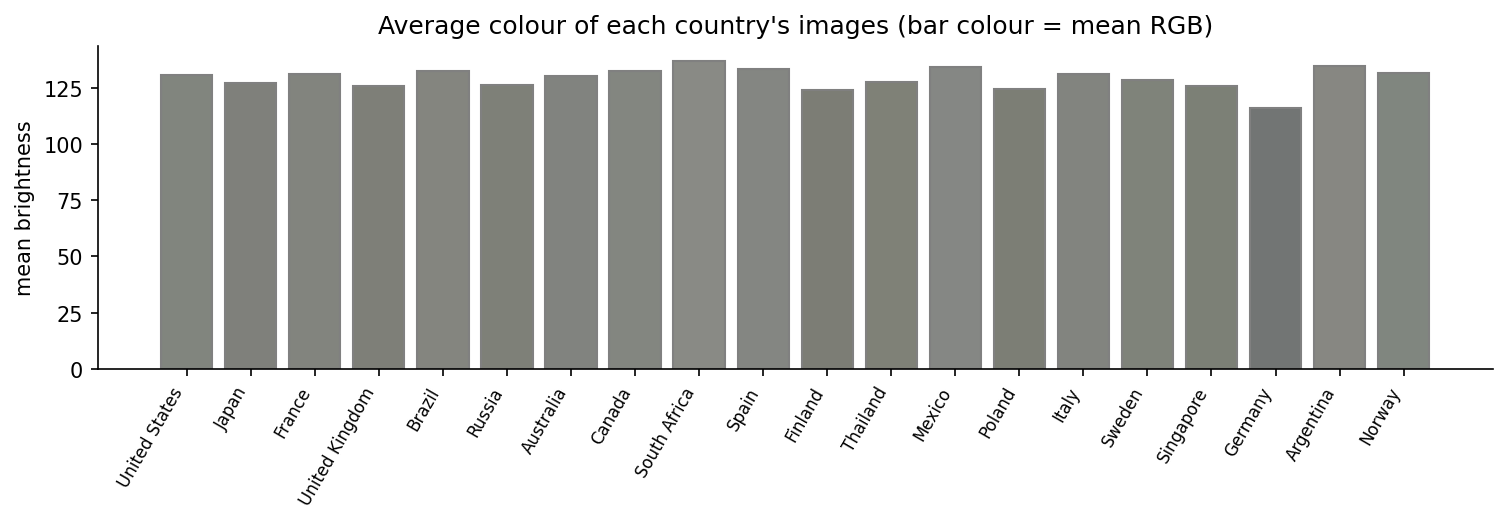 Average colour of each country's images (bar colour = mean RGB)
mean brightness
125
100
75
50
25
0
United States
Japan
France
United Kingdom
Brazil
Russia
Australia
Canada
South Africa
Spain
Finland
Thailand
Mexico
Poland
Italy
Sweden
Singapore
Germany
Argentina
Norway